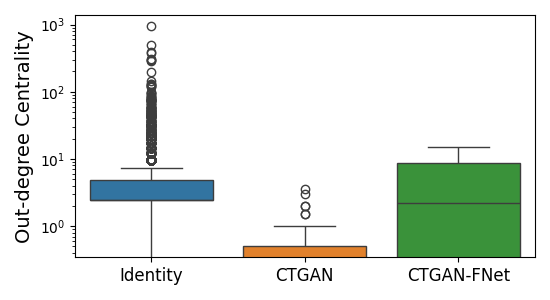 Out-degree Centrality
10³
10²
10¹
10⁰
Identity
CTGAN
CTGAN-FNet